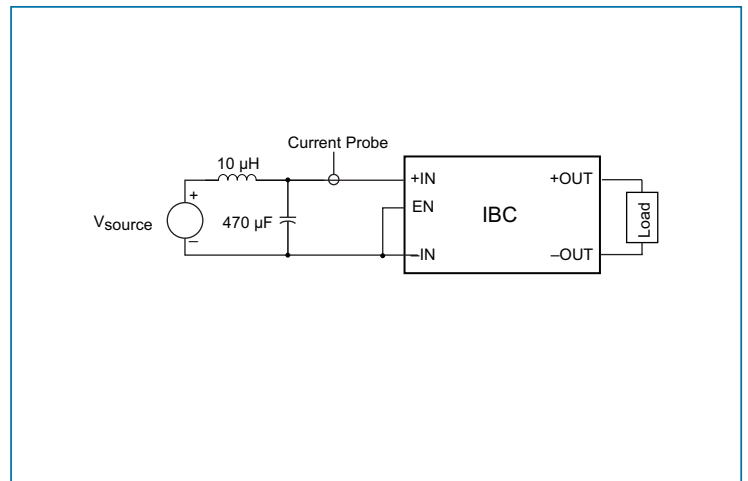 Current Probe
10 µH
+IN
+OUT
+
EN
IBC
Load
Vsource
470 µF
–
–IN
–OUT